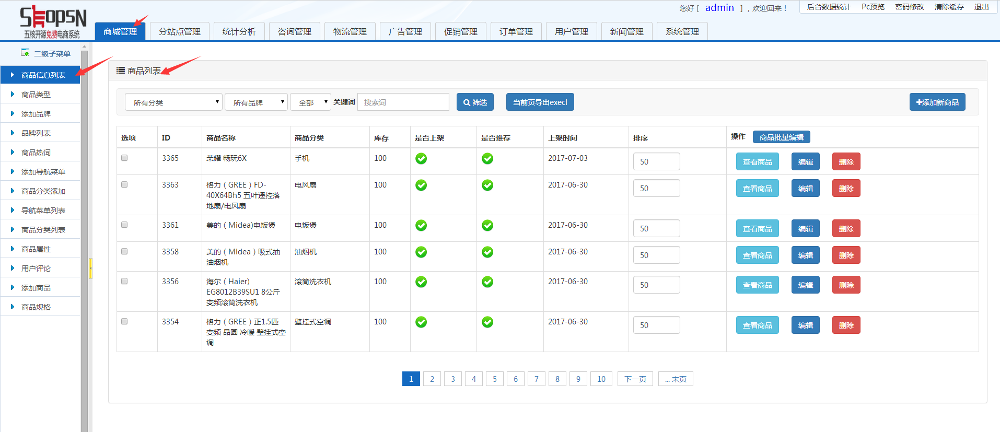 您好 [ admin ] ，欢迎回来！ 后台数据统计 Pc预览 密码修改 清除缓存 退出
SHOPSN
五核开源免费电商系统
商城管理 分站点管理 统计分析 咨询管理 物流管理 广告管理 促销管理 订单管理 用户管理 新闻管理 系统管理
二级子菜单
商品信息列表
商品类型
添加品牌
品牌列表
商品热词
添加导航菜单
商品分类添加
导航菜单列表
商品分类列表
商品属性
用户评论
添加商品
商品规格
商品列表
所有分类 所有品牌 全部 关键词 搜索词 筛选 当前页导出execl 添加新商品
选项 ID 商品名称 商品分类 库存 是否上架 是否推荐 上架时间 排序 操作 商品批量编辑
3365 荣耀 畅玩6X 手机 100 2017-07-03 50 查看商品 编辑 删除
3363 格力（GREE）FD-
40X64Bh5 五叶遥控落
地扇/电风扇 电风扇 100 2017-06-30 50 查看商品 编辑 删除
3361 美的（Midea)电饭煲 电饭煲 100 2017-06-30 50 查看商品 编辑 删除
3358 美的（Midea）吸式抽
油烟机 油烟机 100 2017-06-30 50 查看商品 编辑 删除
3356 海尔（Haier)
EG8012B39SU1 8公斤
变频滚筒洗衣机 滚筒洗衣机 100 2017-06-30 50 查看商品 编辑 删除
3354 格力（GREE）正1.5匹
变频 品圆 冷暖 壁挂式空
调 壁挂式空调 100 2017-06-30 50 查看商品 编辑 删除
1 2 3 4 5 6 7 8 9 10 下一页 ... 末页